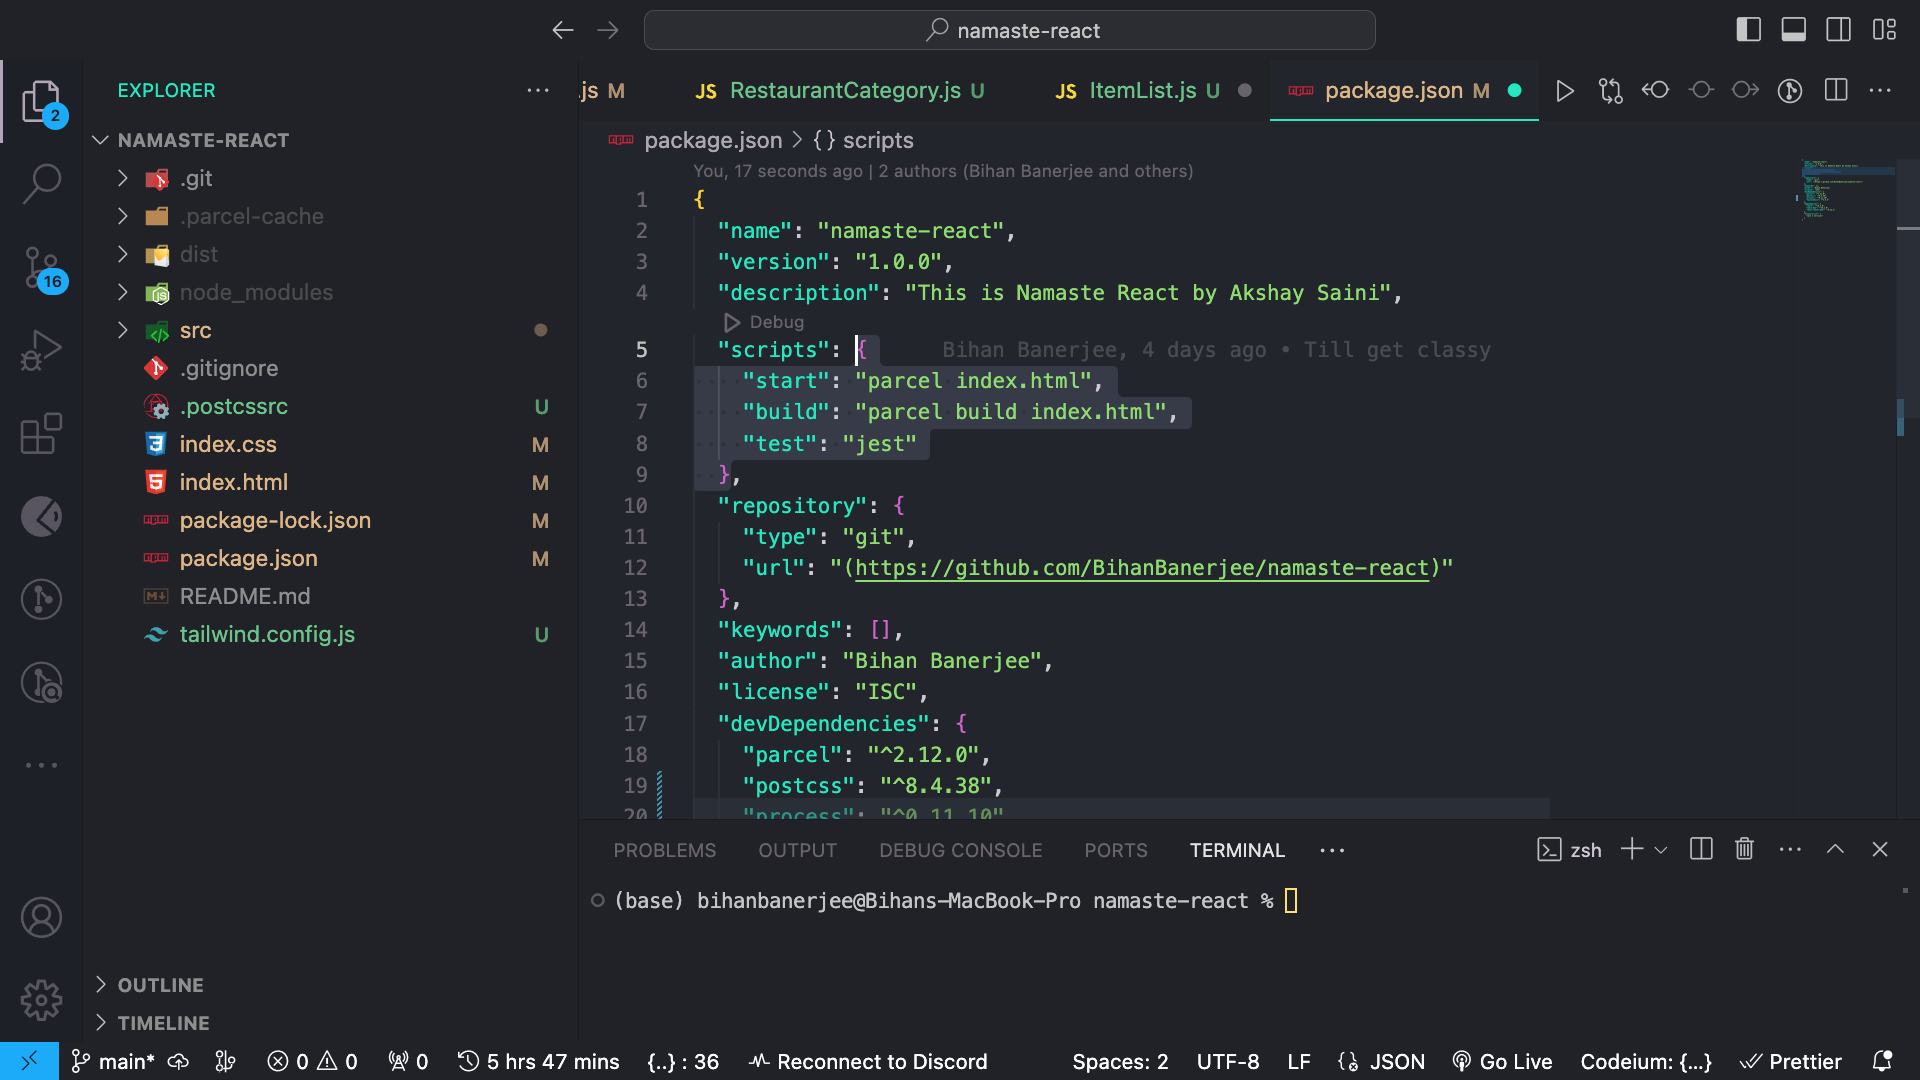 namaste-react
EXPLORER
.js M
JS RestaurantCategory.js U
JS ItemList.js U
package.json M
2
NAMASTE-REACT
package.json > {} scripts
.git
.parcel-cache
dist
16
node_modules
src
.gitignore
.postcssrc U
index.css M
index.html M
package-lock.json M
package.json M
README.md
tailwind.config.js U
OUTLINE
TIMELINE
You, 17 seconds ago | 2 authors (Bihan Banerjee and others)
1 {
2 "name": "namaste-react",
3 "version": "1.0.0",
4 "description": "This is Namaste React by Akshay Saini",
Debug
5 "scripts": { Bihan Banerjee, 4 days ago • Till get classy
6 "start": "parcel index.html",
7 "build": "parcel build index.html",
8 "test": "jest"
9 },
10 "repository": {
11 "type": "git",
12 "url": "(https://github.com/BihanBanerjee/namaste-react)"
13 },
14 "keywords": [],
15 "author": "Bihan Banerjee",
16 "license": "ISC",
17 "devDependencies": {
18 "parcel": "^2.12.0",
19 "postcss": "^8.4.38",
20 "process": "^0.11.10"
PROBLEMS OUTPUT DEBUG CONSOLE PORTS TERMINAL
zsh
(base) bihanbanerjee@Bihans-MacBook-Pro namaste-react %
main* 0 0 0 5 hrs 47 mins {..} : 36 Reconnect to Discord Spaces: 2 UTF-8 LF JSON Go Live Codeium: {...} Prettier